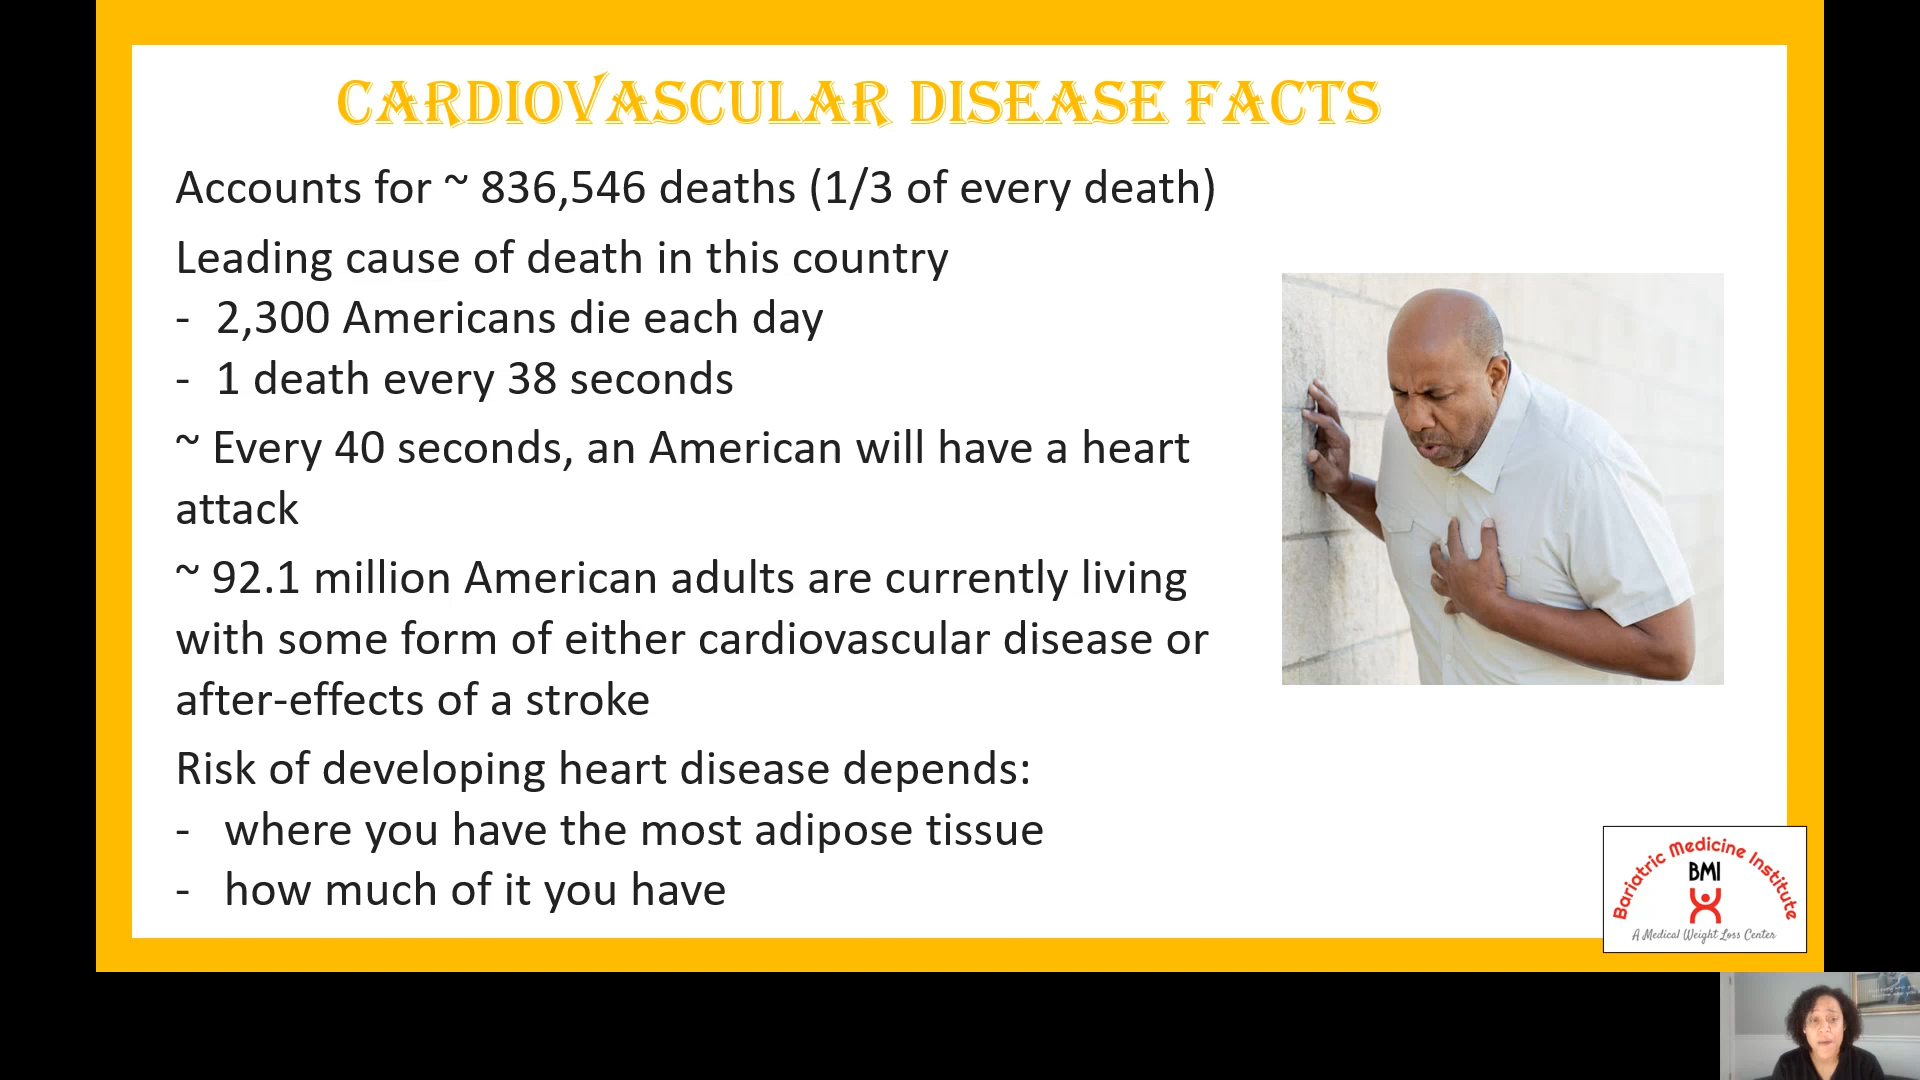 CARDIOVASCULAR DISEASE FACTS
Accounts for ~ 836,546 deaths (1/3 of every death)
Leading cause of death in this country
- 2,300 Americans die each day
- 1 death every 38 seconds
~ Every 40 seconds, an American will have a heart
attack
~ 92.1 million American adults are currently living
with some form of either cardiovascular disease or
after-effects of a stroke
Risk of developing heart disease depends:
- where you have the most adipose tissue
- how much of it you have
Bariatric Medicine Institute
BMI
A Medical Weight Loss Center